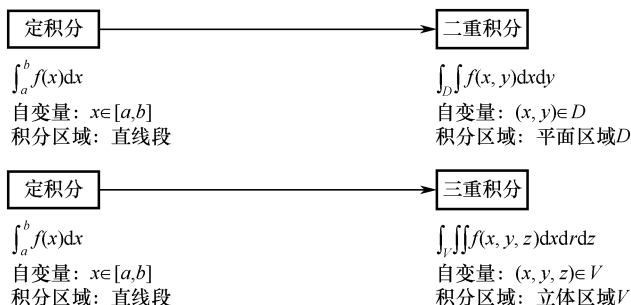 定积分 二重积分
∫_a^b f(x)dx ∫_D∫ f(x, y)dxdy
自变量：x∈[a,b] 自变量：(x, y)∈D
积分区域：直线段 积分区域：平面区域D
定积分 三重积分
∫_a^b f(x)dx ∫_V∫∫ f(x, y, z)dxdrdz
自变量：x∈[a,b] 自变量：(x, y, z)∈V
积分区域：直线段 积分区域：立体区域V